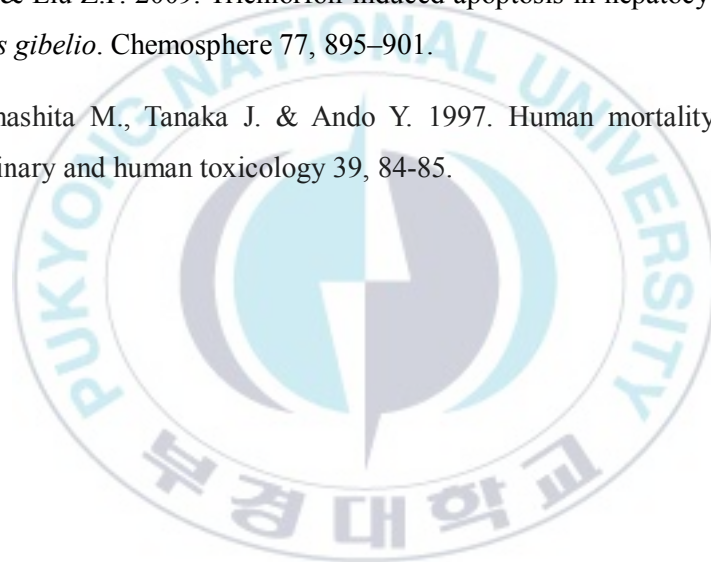 & Liu Z.P. 2009. Trichlorfon-induced apoptosis in hepatocy
s gibelio. Chemosphere 77, 895–901.
nashita M., Tanaka J. & Ando Y. 1997. Human mortality
inary and human toxicology 39, 84-85.
PUKYONG NATIONAL UNIVERSITY
부경대학교